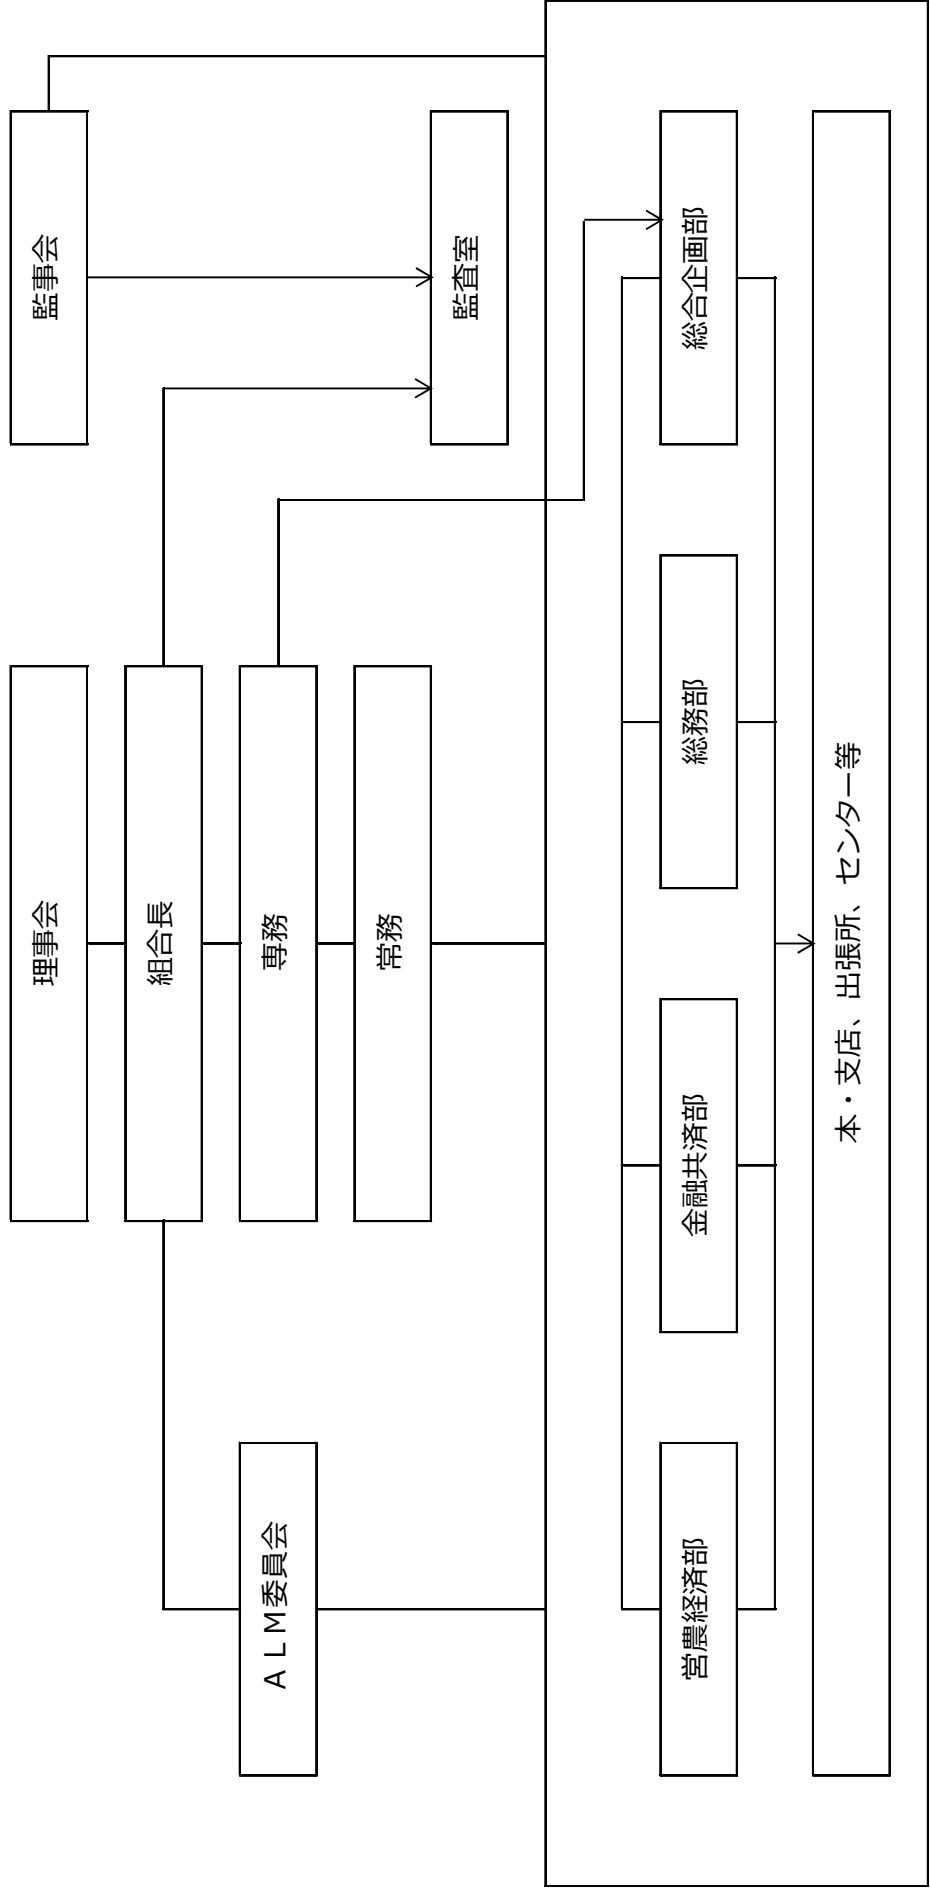 理事会
監事会
組合長
ＡＬＭ委員会
専務
常務
監査室
営農経済部
金融共済部
総務部
総合企画部
本・支店、出張所、センター等